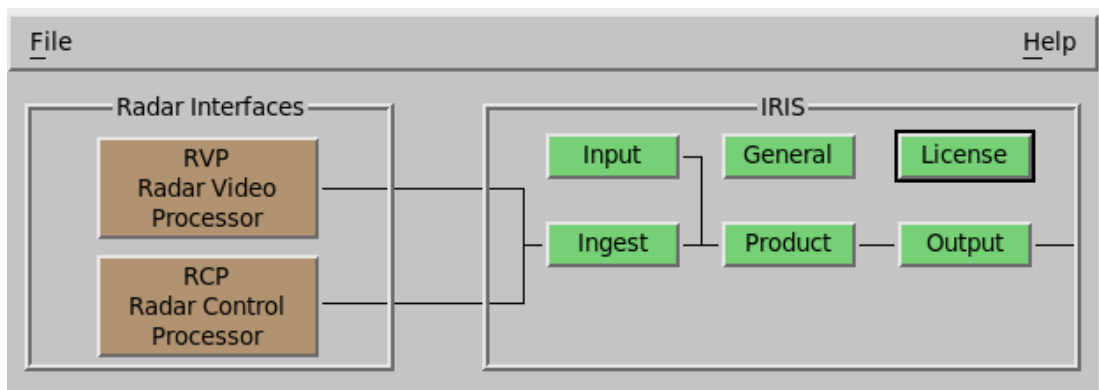 File
Help
Radar Interfaces
RVP
Radar Video
Processor
RCP
Radar Control
Processor
IRIS
Input
General
License
Ingest
Product
Output